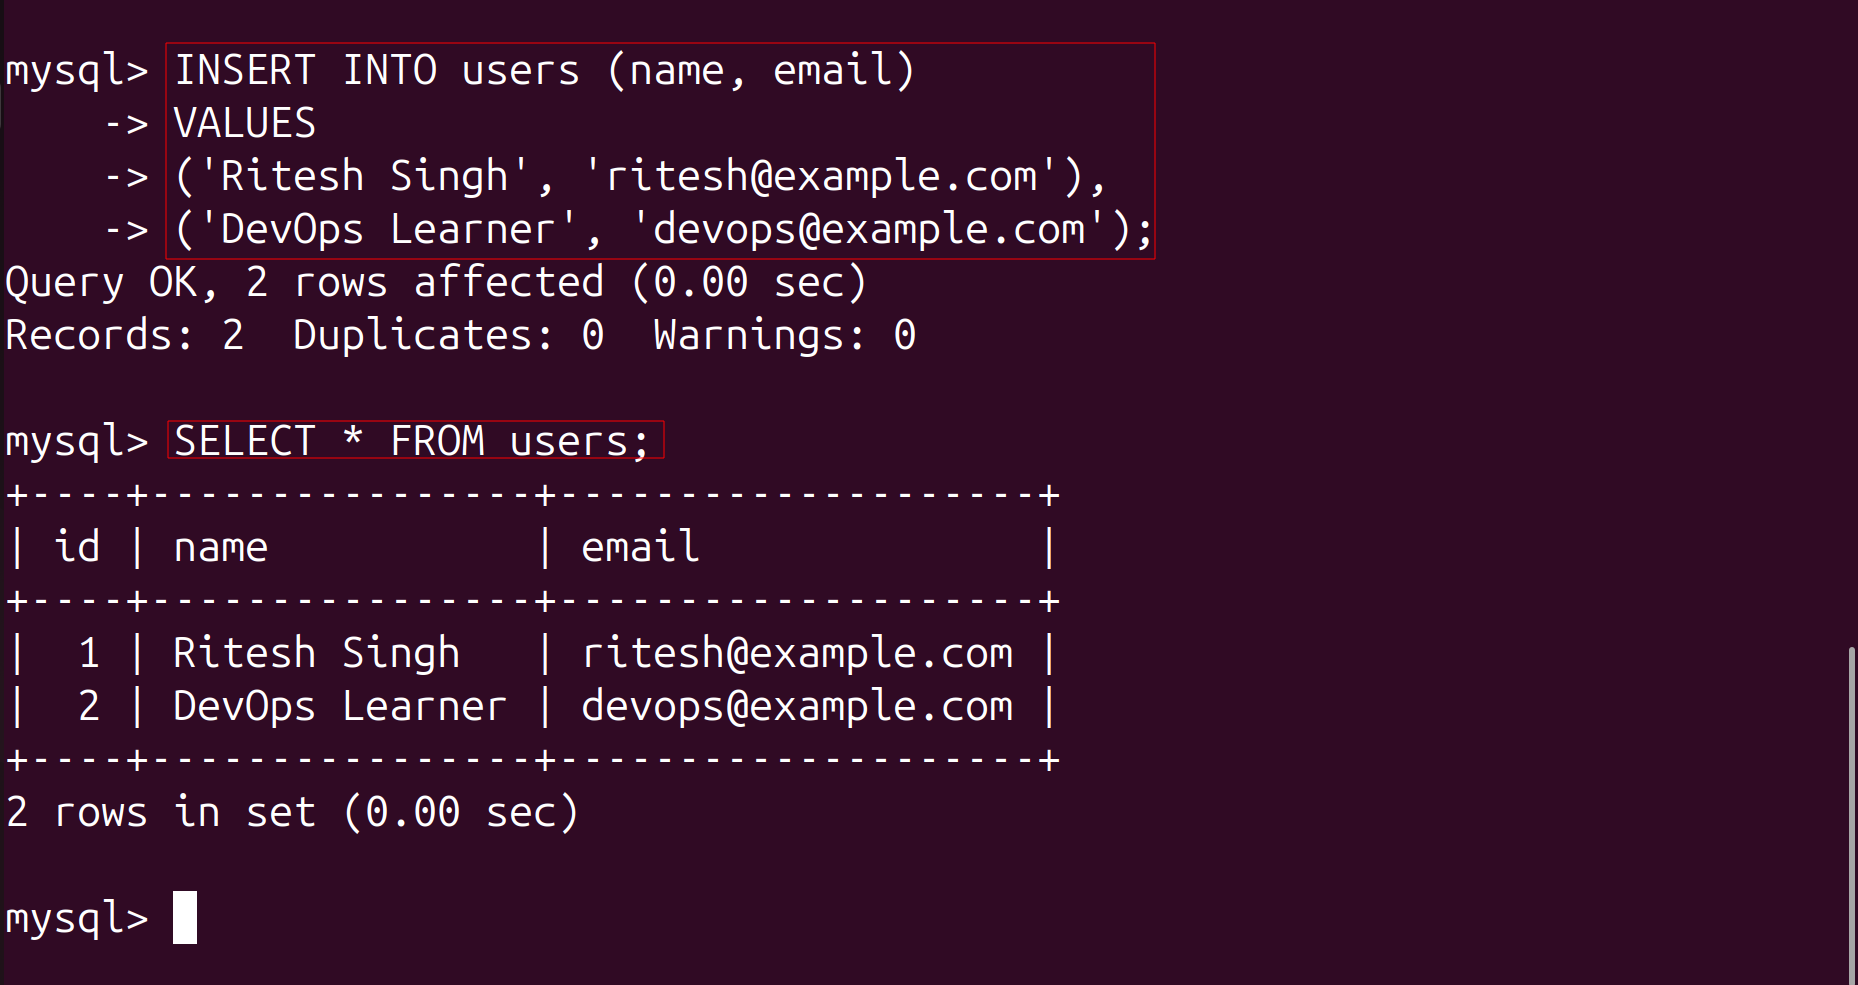 mysql> INSERT INTO users (name, email)
    -> VALUES
    -> ('Ritesh Singh', 'ritesh@example.com'),
    -> ('DevOps Learner', 'devops@example.com');
Query OK, 2 rows affected (0.00 sec)
Records: 2  Duplicates: 0  Warnings: 0
mysql> SELECT * FROM users;
+----+----------------+--------------------+
| id | name           | email              |
+----+----------------+--------------------+
|  1 | Ritesh Singh   | ritesh@example.com |
|  2 | DevOps Learner | devops@example.com |
+----+----------------+--------------------+
2 rows in set (0.00 sec)
mysql>